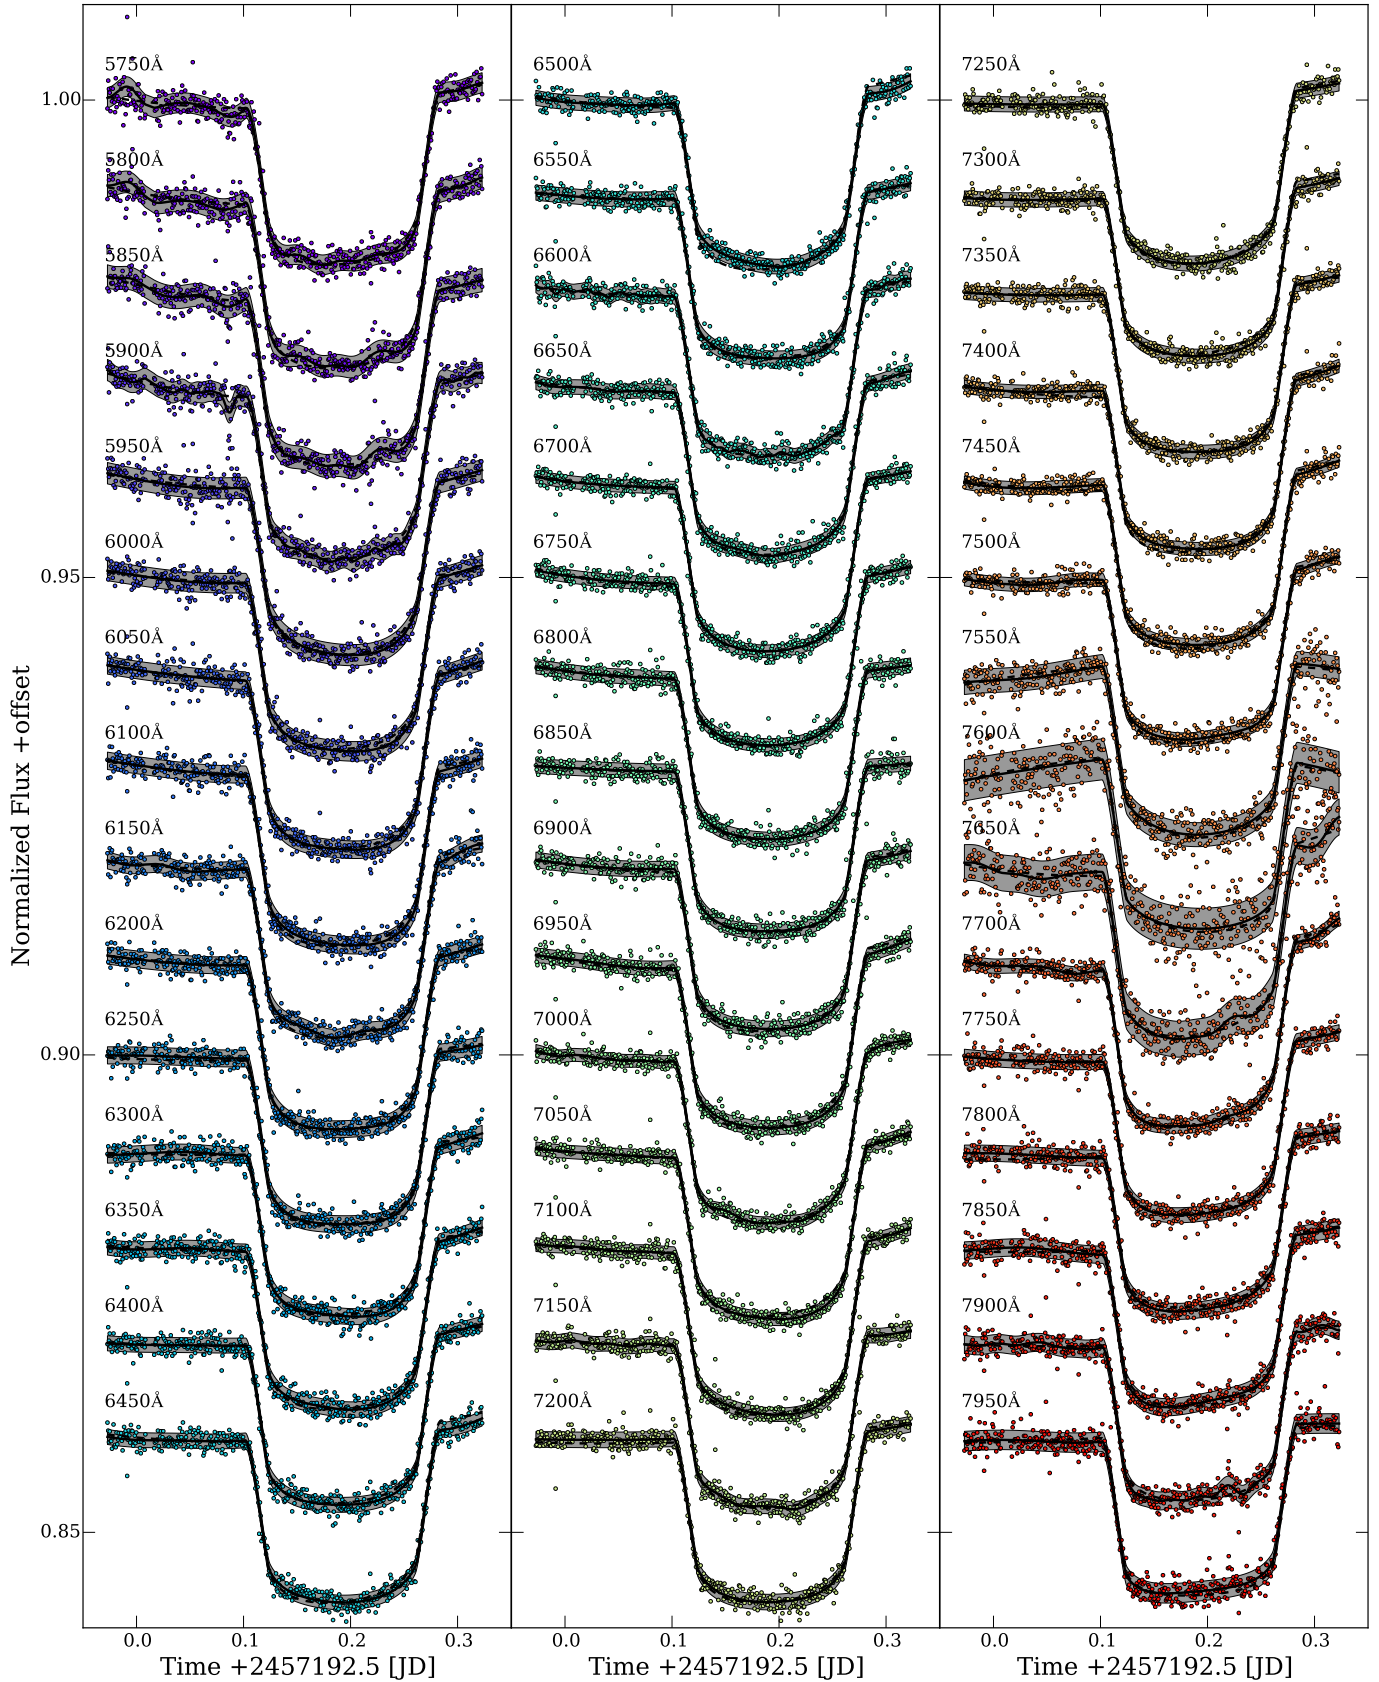 5750Å
5800Å
5850Å
5900Å
5950Å
6000Å
6050Å
6100Å
6150Å
6200Å
6250Å
6300Å
6350Å
6400Å
6450Å
6500Å
6550Å
6600Å
6650Å
6700Å
6750Å
6800Å
6850Å
6900Å
6950Å
7000Å
7050Å
7100Å
7150Å
7200Å
7250Å
7300Å
7350Å
7400Å
7450Å
7500Å
7550Å
7600Å
7650Å
7700Å
7750Å
7800Å
7850Å
7900Å
7950Å
1.00
0.95
0.90
0.85
Normalized Flux +offset
0.0 0.1 0.2 0.3
0.0 0.1 0.2 0.3
0.0 0.1 0.2 0.3
Time +2457192.5 [JD]
Time +2457192.5 [JD]
Time +2457192.5 [JD]